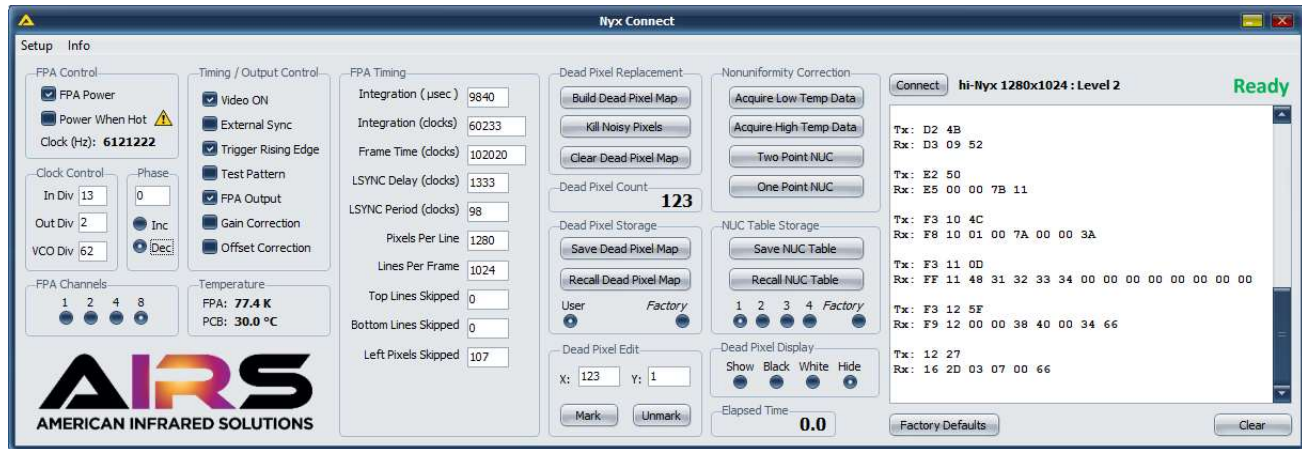 Nyx Connect
Setup Info
FPA Control
FPA Power
Power When Hot
Clock (Hz): 6121222
Clock Control
In Div 13
Out Div 2
VCO Div 62
Phase
0
Inc
Dec
FPA Channels
1 2 4 8
AIRS
AMERICAN INFRARED SOLUTIONS
Timing / Output Control
Video ON
External Sync
Trigger Rising Edge
Test Pattern
FPA Output
Gain Correction
Offset Correction
Temperature
FPA: 77.4 K
PCB: 30.0 °C
FPA Timing
Integration ( µsec ) 9840
Integration (clocks) 60233
Frame Time (clocks) 102020
LSYNC Delay (clocks) 1333
LSYNC Period (clocks) 98
Pixels Per Line 1280
Lines Per Frame 1024
Top Lines Skipped 0
Bottom Lines Skipped 0
Left Pixels Skipped 107
Dead Pixel Replacement
Build Dead Pixel Map
Kill Noisy Pixels
Clear Dead Pixel Map
Dead Pixel Count
123
Dead Pixel Storage
Save Dead Pixel Map
Recall Dead Pixel Map
User Factory
Dead Pixel Edit
X: 123 Y: 1
Mark Unmark
Nonuniformity Correction
Acquire Low Temp Data
Acquire High Temp Data
Two Point NUC
One Point NUC
NUC Table Storage
Save NUC Table
Recall NUC Table
1 2 3 4 Factory
Dead Pixel Display
Show Black White Hide
Elapsed Time
0.0
Connect hi-Nyx 1280x1024 : Level 2 Ready
Tx: D2 4B
Rx: D3 09 52
Tx: E2 50
Rx: E5 00 00 7B 11
Tx: F3 10 4C
Rx: F8 10 01 00 7A 00 00 3A
Tx: F3 11 0D
Rx: FF 11 48 31 32 33 34 00 00 00 00 00 00 00 00
Tx: F3 12 5F
Rx: F9 12 00 00 38 40 00 34 66
Tx: 12 27
Rx: 16 2D 03 07 00 66
Factory Defaults Clear